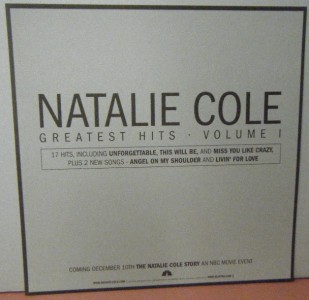 NATALIE COLE
GREATEST HITS · VOLUME I
17 HITS, INCLUDING UNFORGETTABLE, THIS WILL BE, AND MISS YOU LIKE CRAZY,
PLUS 2 NEW SONGS - ANGEL ON MY SHOULDER AND LIVIN' FOR LOVE
COMING DECEMBER 10TH THE NATALIE COLE STORY AN NBC MOVIE EVENT